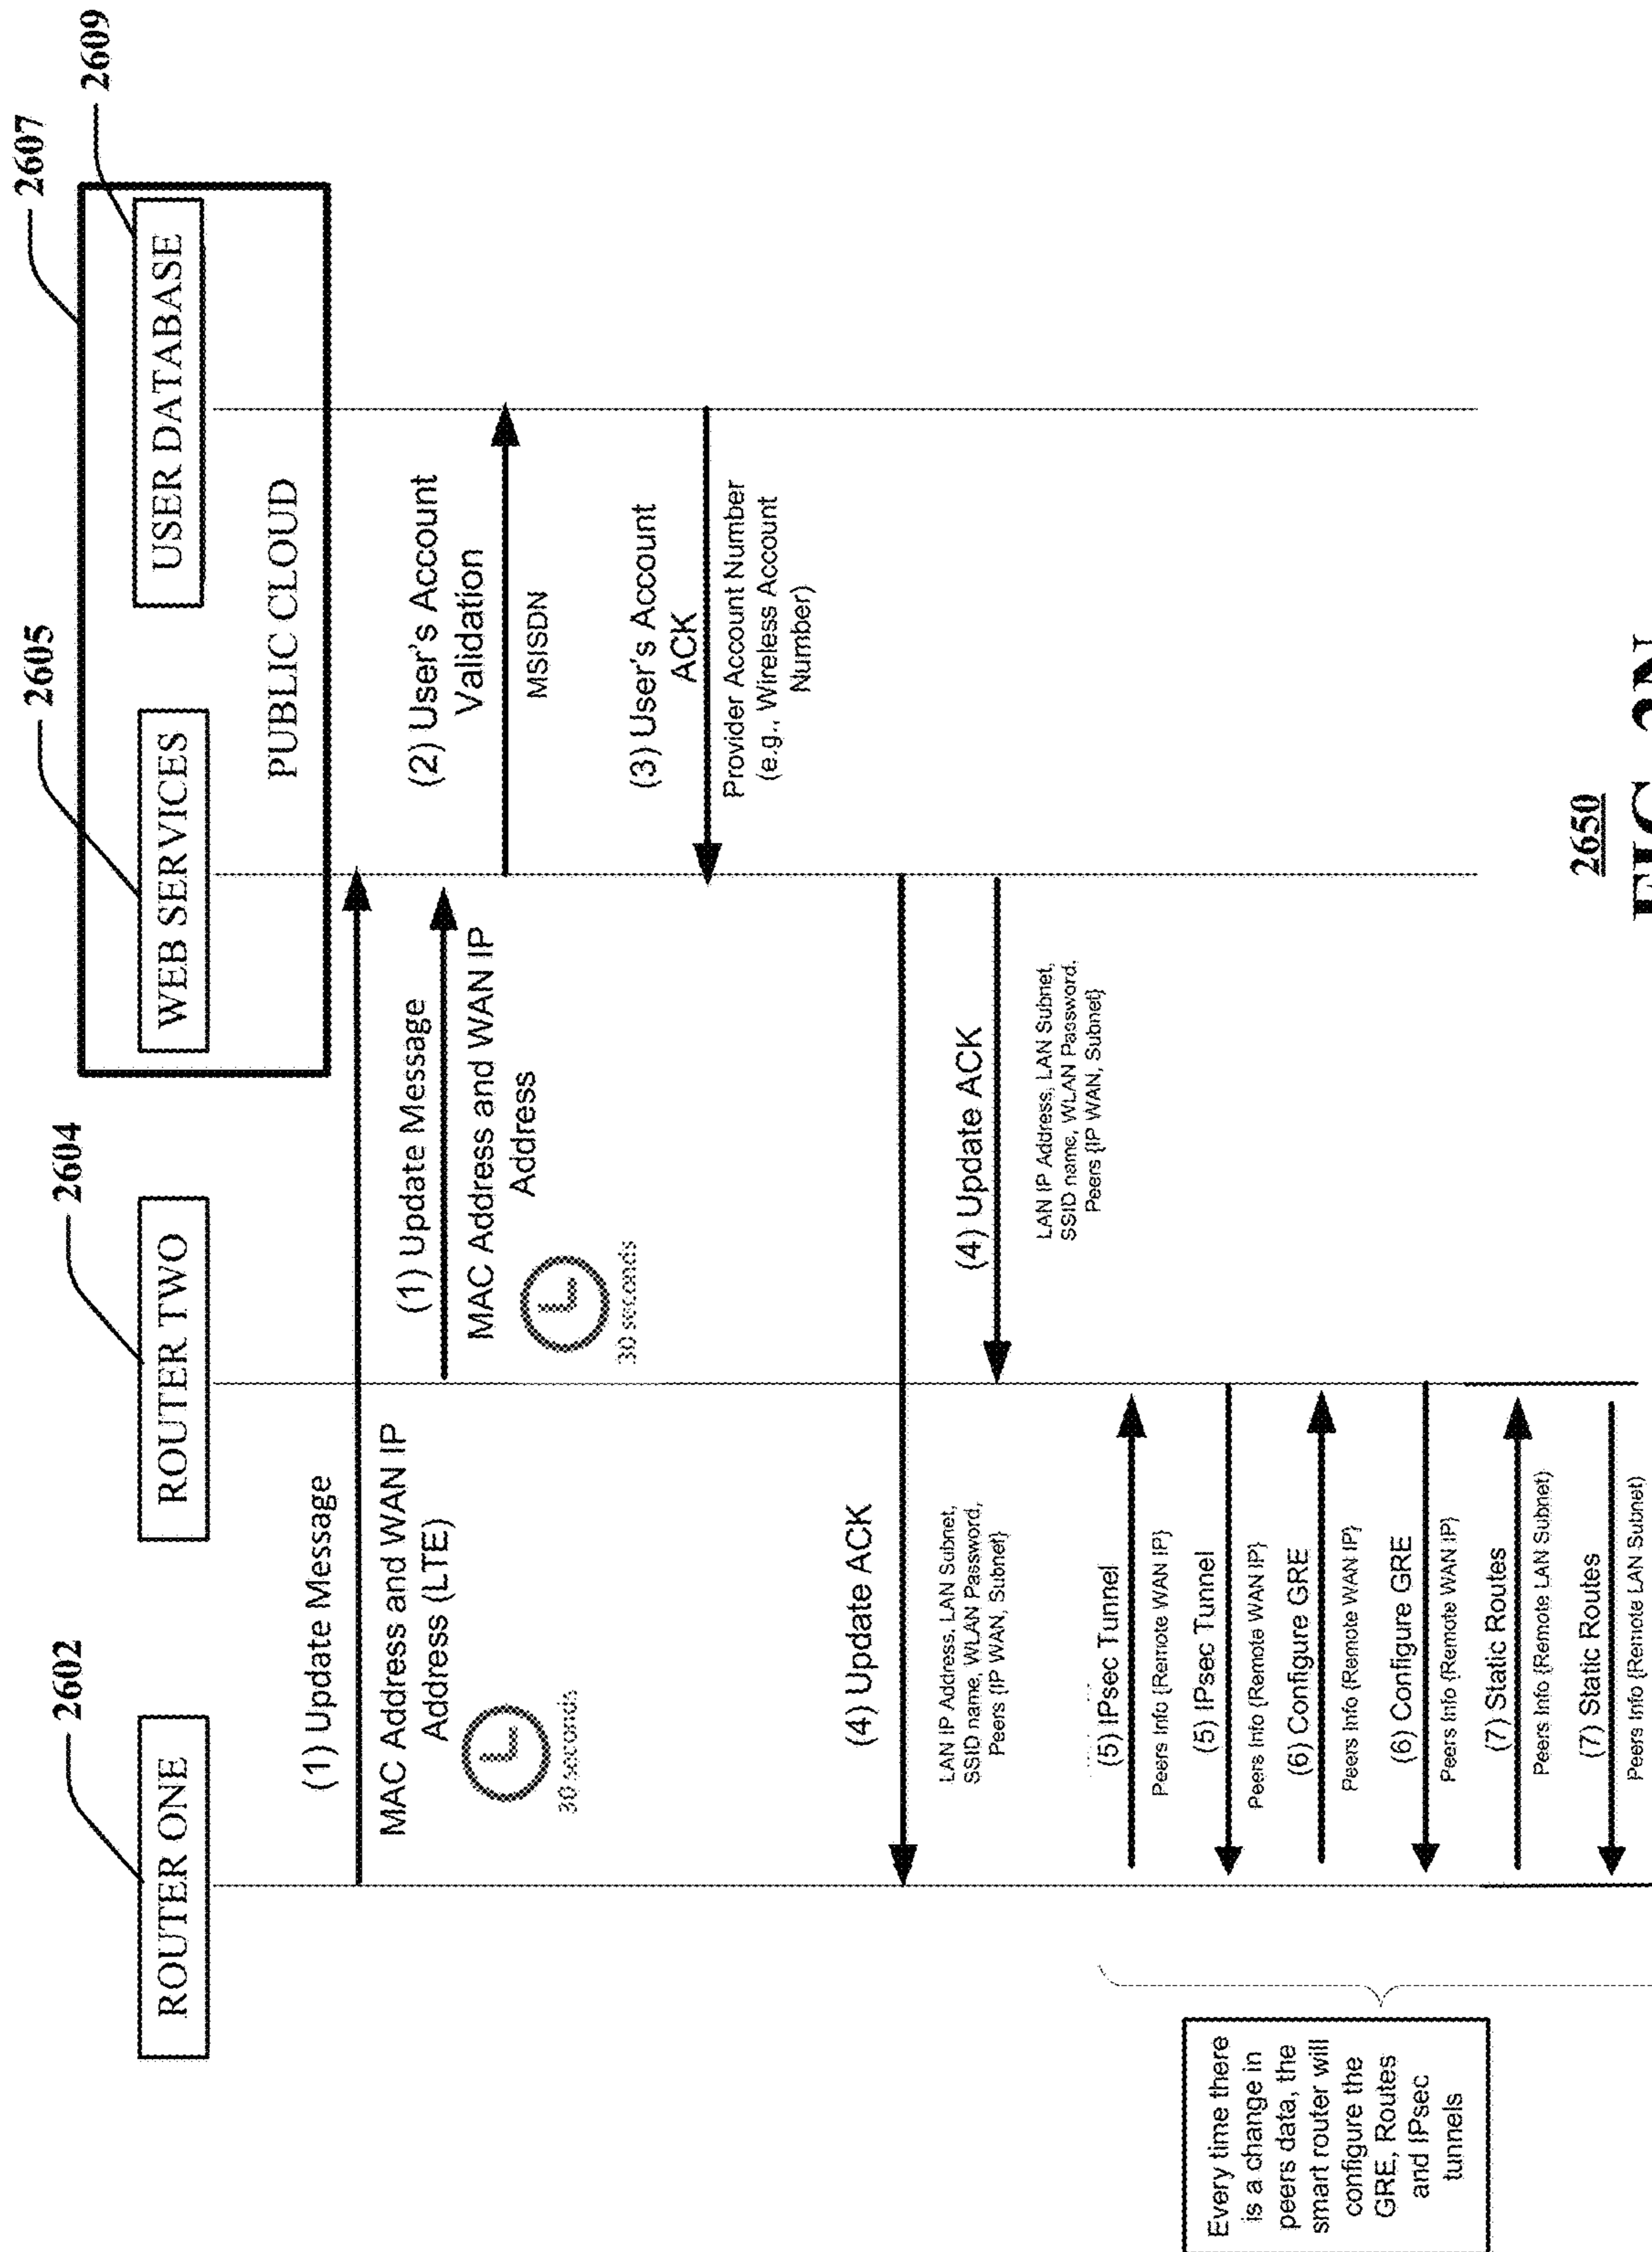 2602
2604
2605
2607
2609
ROUTER ONE
ROUTER TWO
WEB SERVICES
USER DATABASE
PUBLIC CLOUD
(1) Update Message
MAC Address and WAN IP
Address (LTE)
30 seconds
(1) Update Message
MAC Address and WAN IP
Address
30 seconds
(2) User's Account
Validation
MSISDN
(3) User's Account
ACK
Provider Account Number
(e.g., Wireless Account
Number)
(4) Update ACK
LAN IP Address, LAN Subnet,
SSID name, WLAN Password,
Peers {IP WAN, Subnet}
(4) Update ACK
LAN IP Address, LAN Subnet,
SSID name, WLAN Password,
Peers {IP WAN, Subnet}
(5) IPsec Tunnel
Peers Info {Remote WAN IP}
(5) IPsec Tunnel
Peers Info {Remote WAN IP}
(6) Configure GRE
Peers Info {Remote WAN IP}
(6) Configure GRE
Peers Info {Remote WAN IP}
(7) Static Routes
Peers Info {Remote LAN Subnet}
(7) Static Routes
Peers Info {Remote LAN Subnet}
Every time there
is a change in
peers data, the
smart router will
configure the
GRE, Routes
and IPsec
tunnels
2650